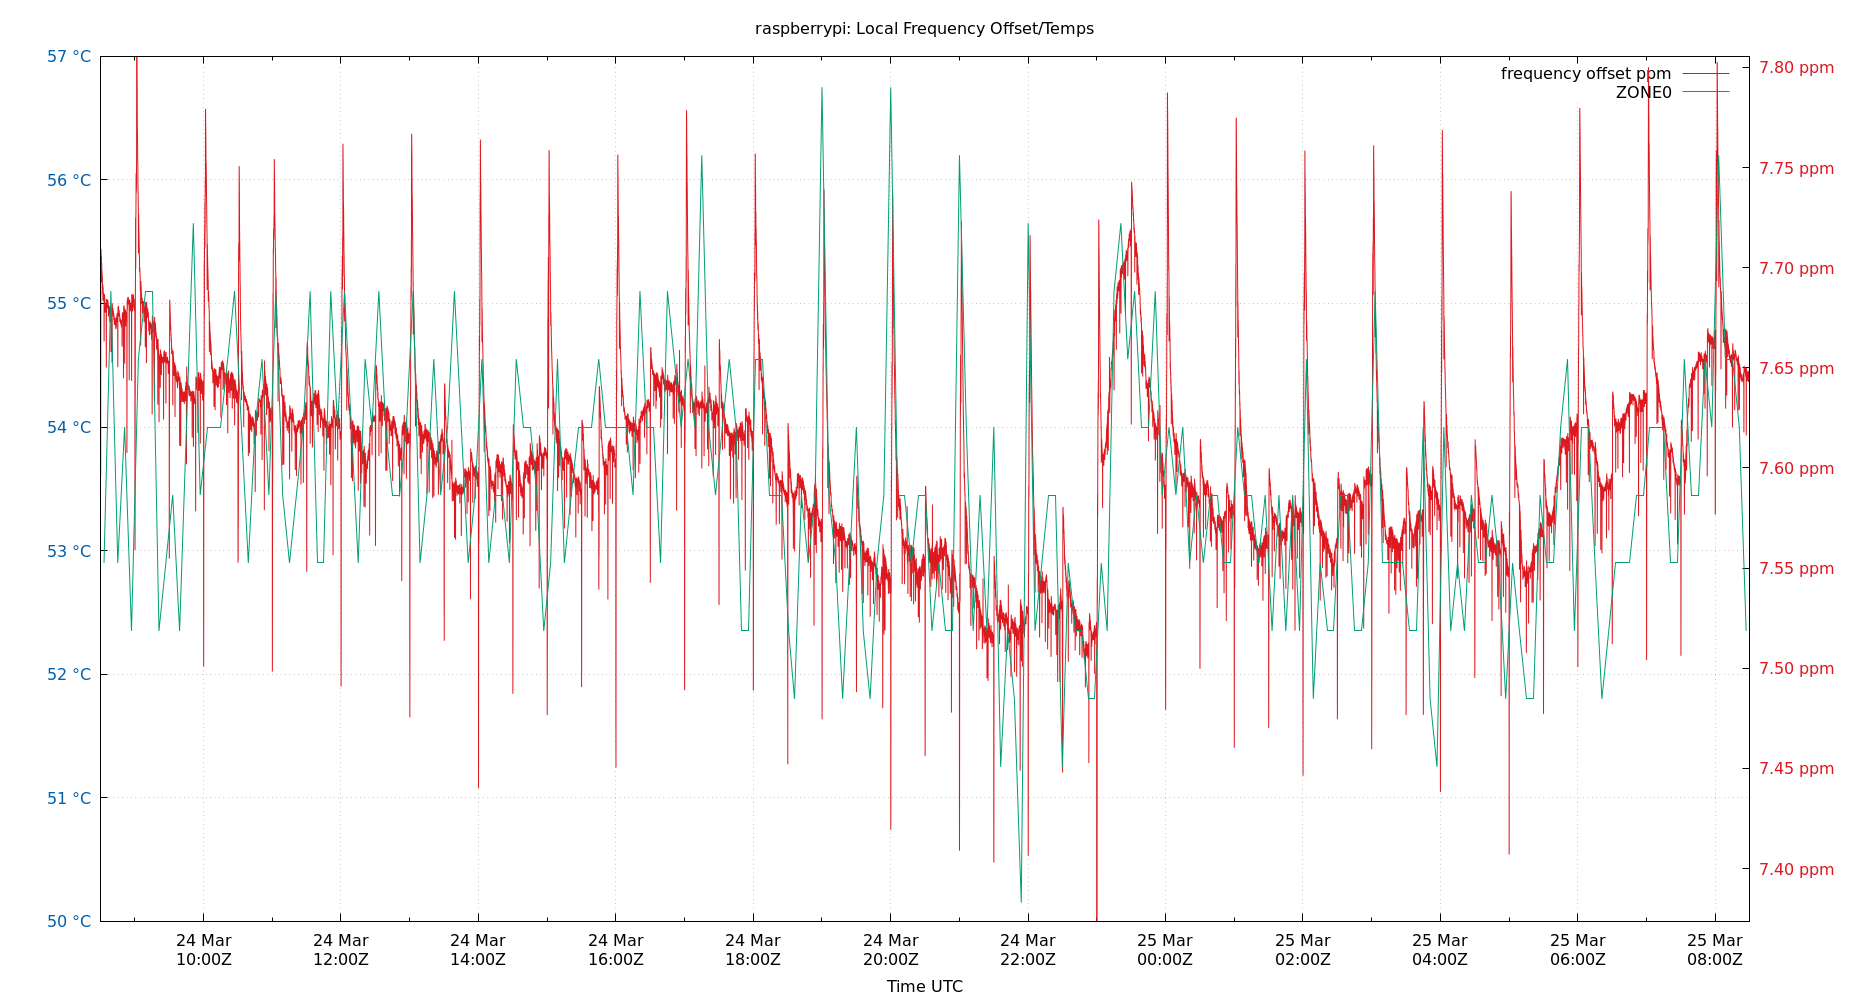 raspberrypi: Local Frequency Offset/Temps
57 °C
56 °C
55 °C
54 °C
53 °C
52 °C
51 °C
50 °C
frequency offset ppm
ZONE0
7.80 ppm
7.75 ppm
7.70 ppm
7.65 ppm
7.60 ppm
7.55 ppm
7.50 ppm
7.45 ppm
7.40 ppm
24 Mar 24 Mar 24 Mar 24 Mar 24 Mar 24 Mar 24 Mar 25 Mar 25 Mar 25 Mar 25 Mar 25 Mar
10:00Z 12:00Z 14:00Z 16:00Z 18:00Z 20:00Z 22:00Z 00:00Z 02:00Z 04:00Z 06:00Z 08:00Z
Time UTC